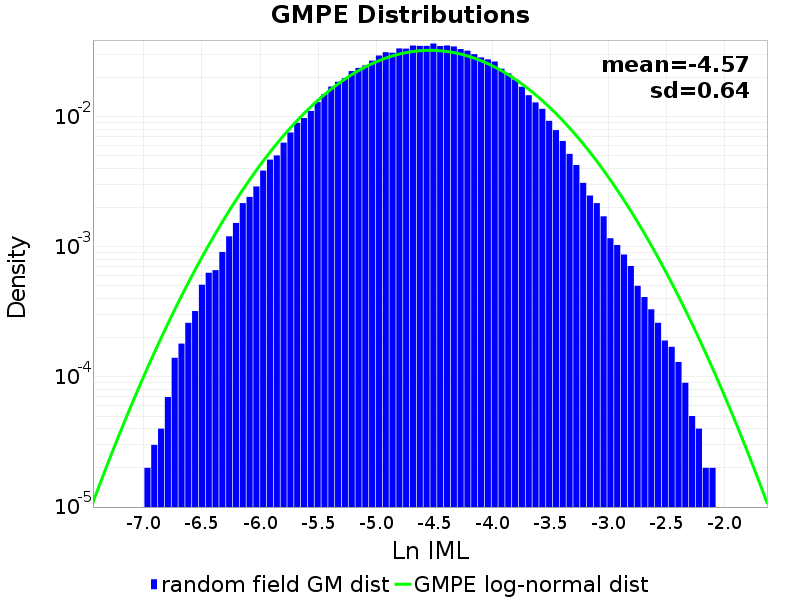 GMPE Distributions
mean=-4.57
sd=0.64
Density
10-2
10-3
10-4
10-5
-7.0 -6.5 -6.0 -5.5 -5.0 -4.5 -4.0 -3.5 -3.0 -2.5 -2.0
Ln IML
random field GM dist GMPE log-normal dist